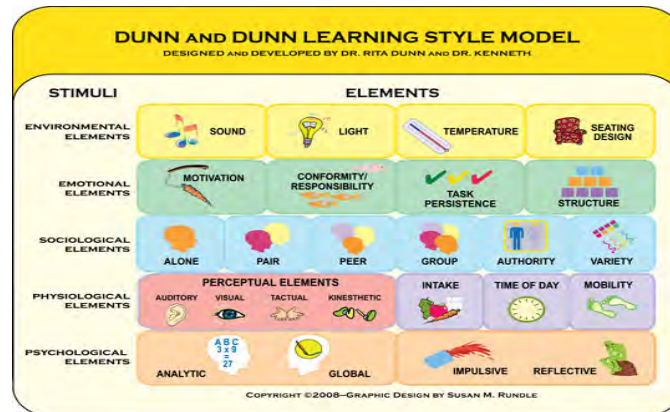 DUNN AND DUNN LEARNING STYLE MODEL
DESIGNED AND DEVELOPED BY DR. RITA DUNN AND DR. KENNETH
STIMULI ELEMENTS
ENVIRONMENTAL
ELEMENTS
SOUND
LIGHT
TEMPERATURE
SEATING
DESIGN
EMOTIONAL
ELEMENTS
MOTIVATION
CONFORMITY/
RESPONSIBILITY
TASK
PERSISTENCE
STRUCTURE
SOCIOLOGICAL
ELEMENTS
ALONE
PAIR
PEER
GROUP
AUTHORITY
VARIETY
PHYSIOLOGICAL
ELEMENTS
PERCEPTUAL ELEMENTS
AUDITORY
VISUAL
TACTUAL
KINESTHETIC
INTAKE
TIME OF DAY
MOBILITY
PSYCHOLOGICAL
ELEMENTS
A B C
3 x 9
=
27
ANALYTIC
GLOBAL
IMPULSIVE
REFLECTIVE
COPYRIGHT ©2008–GRAPHIC DESIGN BY SUSAN M. RUNDLE